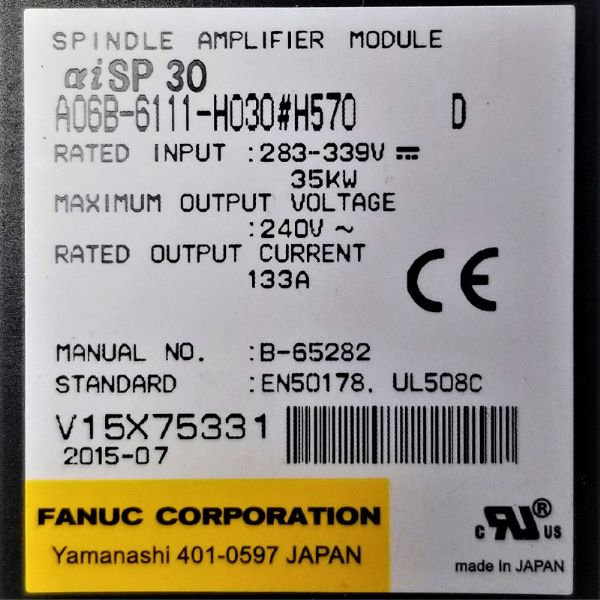 SPINDLE AMPLIFIER MODULE
αiSP 30
A06B-6111-H030#H570 D
RATED INPUT :283-339V ⎓
35KW
MAXIMUM OUTPUT VOLTAGE
:240V ~
RATED OUTPUT CURRENT
133A
CE
MANUAL NO. :B-65282
STANDARD :EN50178. UL508C
V15X75331
2015-07
FANUC CORPORATION
Yamanashi 401-0597 JAPAN
c RU ® US
made In JAPAN